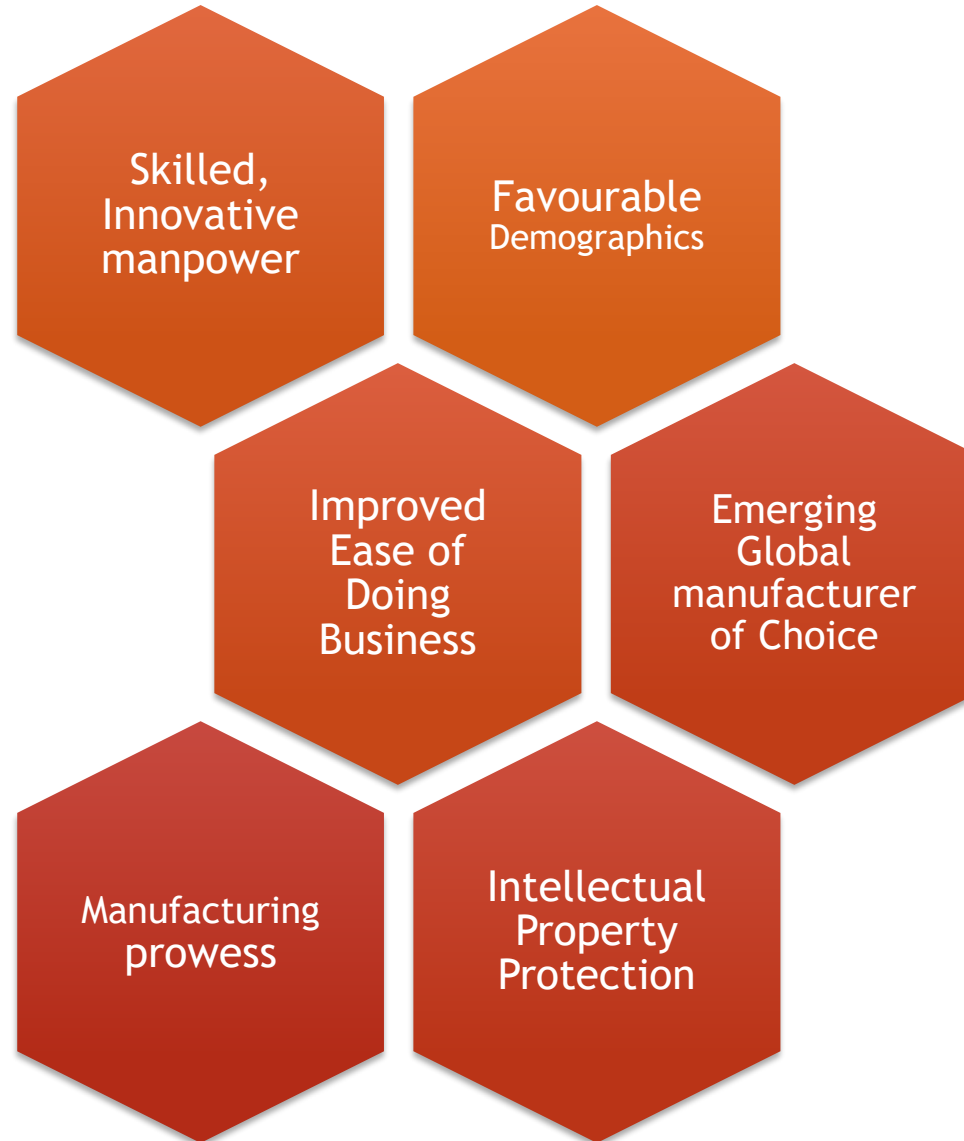 Skilled,
Innovative
manpower
Favourable
Demographics
Improved
Ease of
Doing
Business
Emerging
Global
manufacturer
of Choice
Manufacturing
prowess
Intellectual
Property
Protection